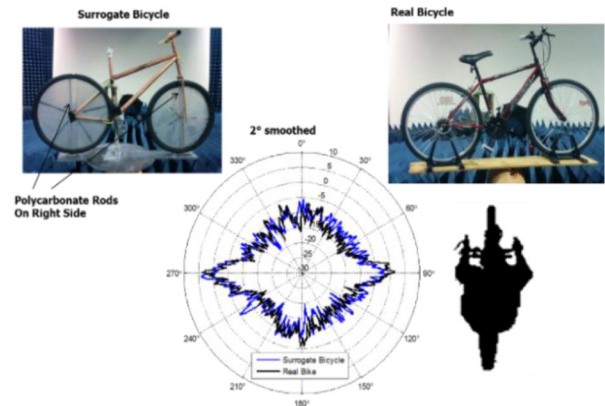 Surrogate Bicycle
Real Bicycle
Polycarbonate Rods
On Right Side
2° smoothed
0°
30°
60°
90°
120°
150°
180°
210°
240°
270°
300°
330°
10
5
0
-5
-15
-20
-25
-30
Surrogate Bicycle
Real Bike